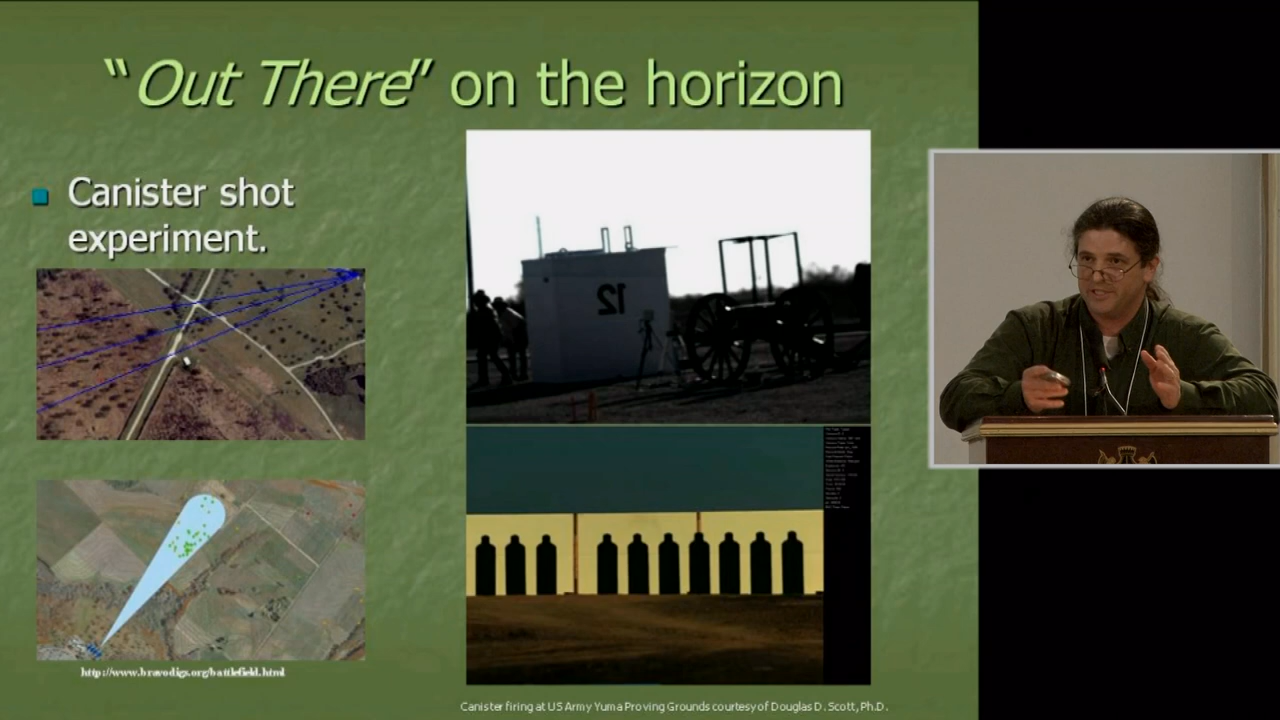 “Out There” on the horizon
Canister shot
experiment.
12
http://www.bravodigs.org/battlefield.html
Canister firing at US Army Yuma Proving Grounds courtesy of Douglas D. Scott, Ph.D.